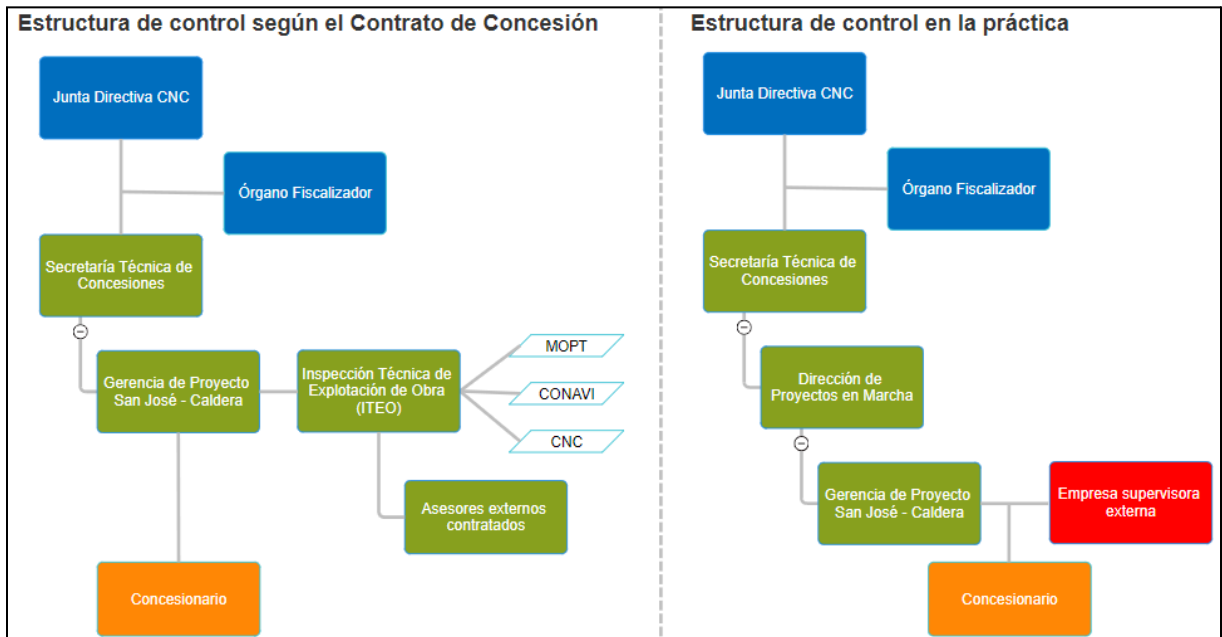 Estructura de control según el Contrato de Concesión
Junta Directiva CNC
Órgano Fiscalizador
Secretaría Técnica de
Concesiones
Gerencia de Proyecto
San José - Caldera
Inspección Técnica de
Explotación de Obra
(ITEO)
MOPT
CONAVI
CNC
Asesores externos
contratados
Concesionario
Estructura de control en la práctica
Junta Directiva CNC
Órgano Fiscalizador
Secretaría Técnica de
Concesiones
Dirección de
Proyectos en Marcha
Gerencia de Proyecto
San José - Caldera
Empresa supervisora
externa
Concesionario